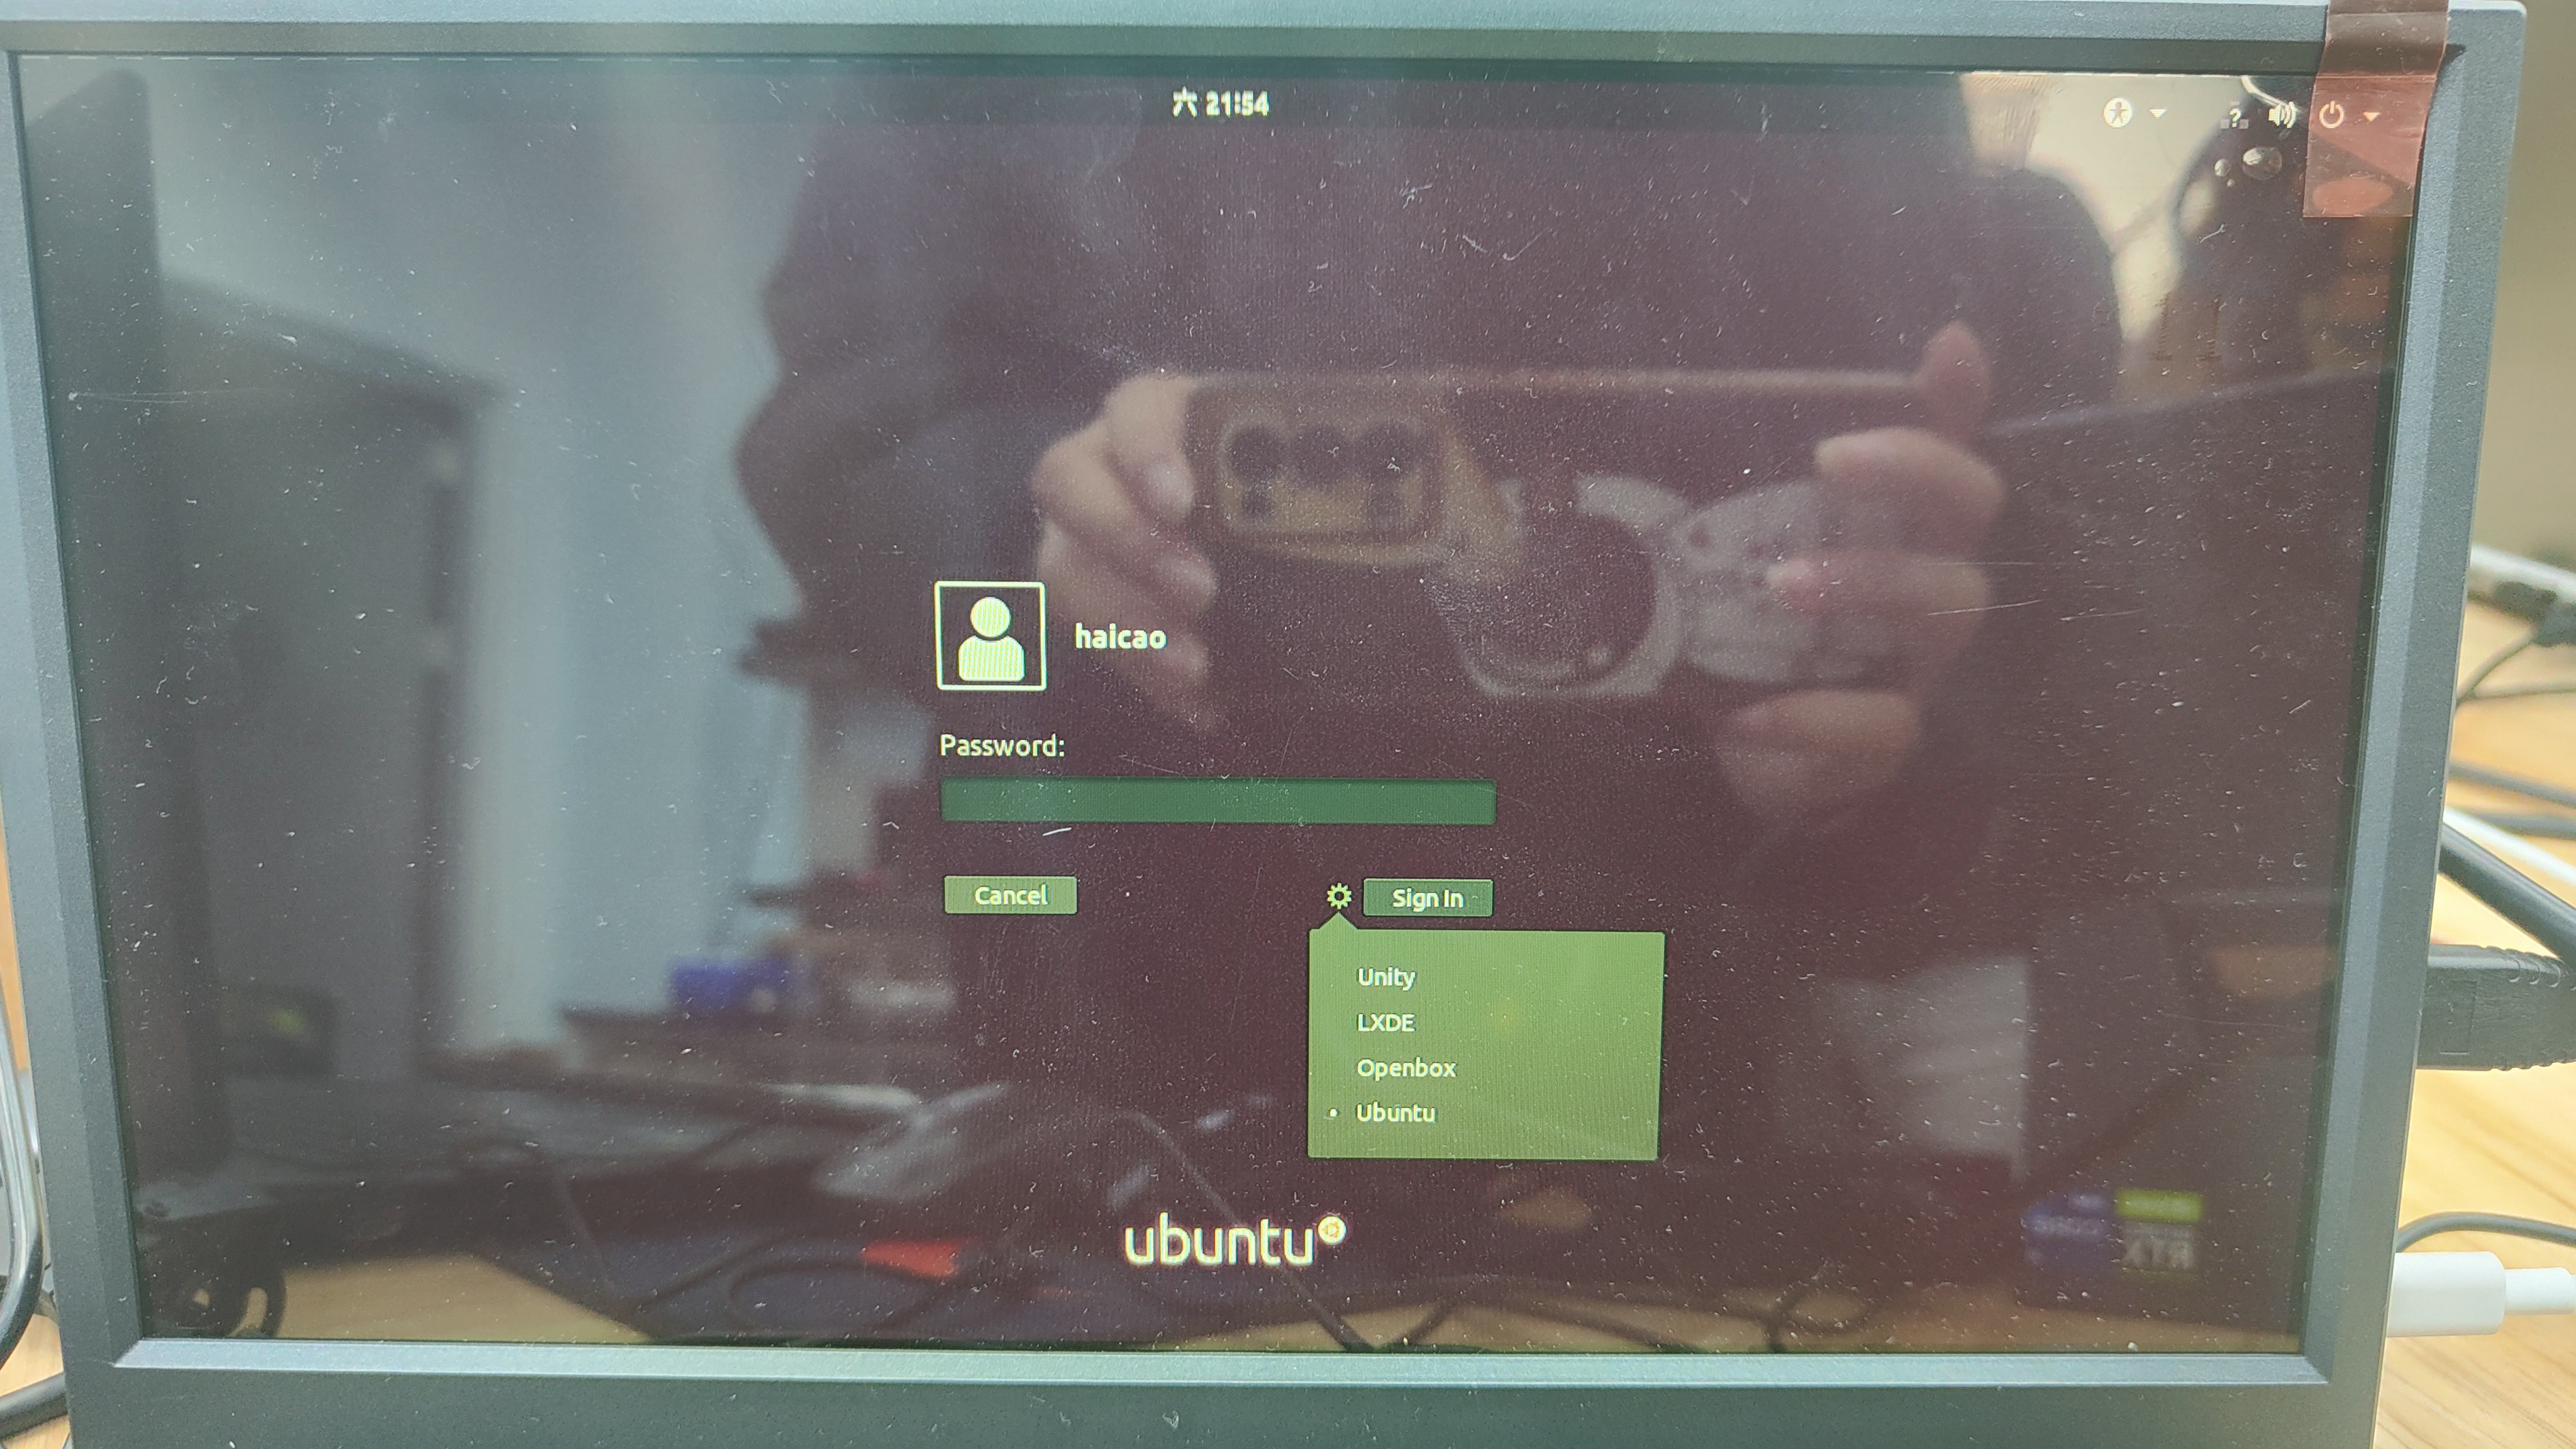 六 21:54
haicao
Password:
Cancel
Sign In
Unity
LXDE
Openbox
Ubuntu
ubuntu